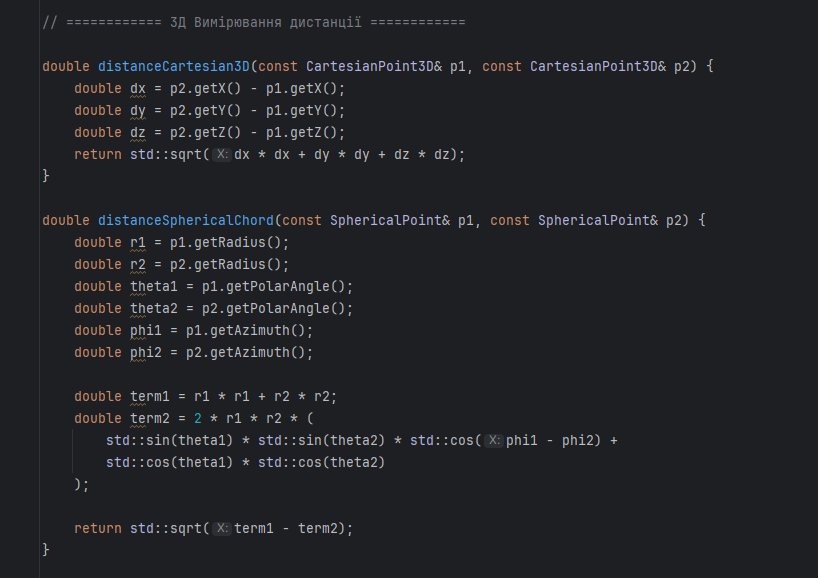 // ============ 3Д Вимірювання дистанції ============
double distanceCartesian3D(const CartesianPoint3D& p1, const CartesianPoint3D& p2) {
    double dx = p2.getX() - p1.getX();
    double dy = p2.getY() - p1.getY();
    double dz = p2.getZ() - p1.getZ();
    return std::sqrt( X: dx * dx + dy * dy + dz * dz);
}
double distanceSphericalChord(const SphericalPoint& p1, const SphericalPoint& p2) {
    double r1 = p1.getRadius();
    double r2 = p2.getRadius();
    double theta1 = p1.getPolarAngle();
    double theta2 = p2.getPolarAngle();
    double phi1 = p1.getAzimuth();
    double phi2 = p2.getAzimuth();
    double term1 = r1 * r1 + r2 * r2;
    double term2 = 2 * r1 * r2 * (
        std::sin(theta1) * std::sin(theta2) * std::cos( X: phi1 - phi2) +
        std::cos(theta1) * std::cos(theta2)
    );
    return std::sqrt( X: term1 - term2);
}